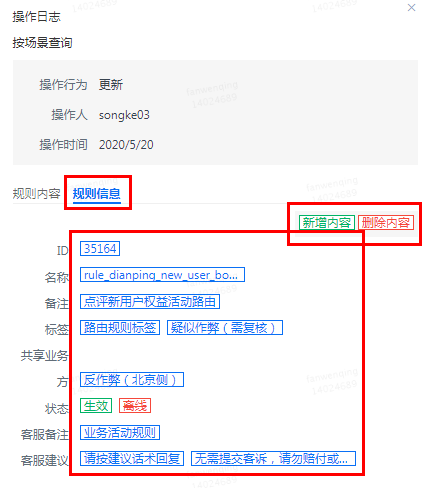 操作日志
按场景查询
操作行为 更新
操作人 songke03
操作时间 2020/5/20
规则内容 规则信息
新增内容 删除内容
ID 35164
名称 rule_dianping_new_user_bo...
备注 点评新用户权益活动路由
标签 路由规则标签 疑似作弊（需复核）
共享业务
方 反作弊（北京侧）
状态 生效 离线
客服备注 业务活动规则
客服建议 请按建议话术回复 无需提交客诉，请勿赔付或...